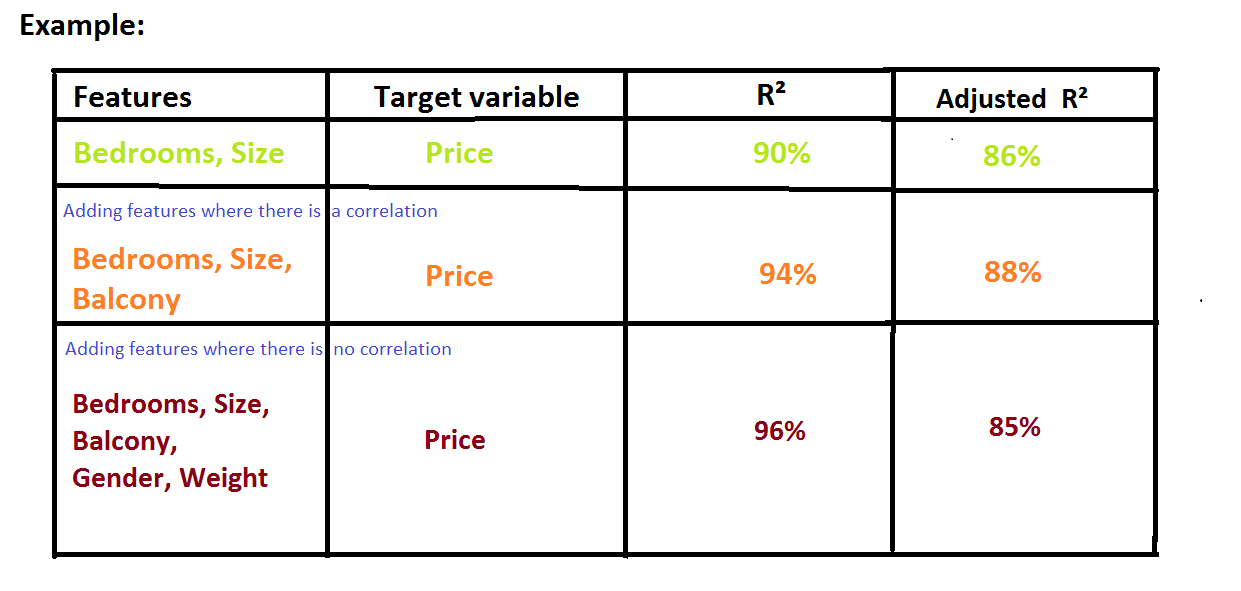 Example:
Features Target variable R² Adjusted R²
Bedrooms, Size Price 90% 86%
Adding features where there is a correlation
Bedrooms, Size,
Balcony
Price 94% 88%
Adding features where there is no correlation
Bedrooms, Size,
Balcony,
Gender, Weight
Price 96% 85%